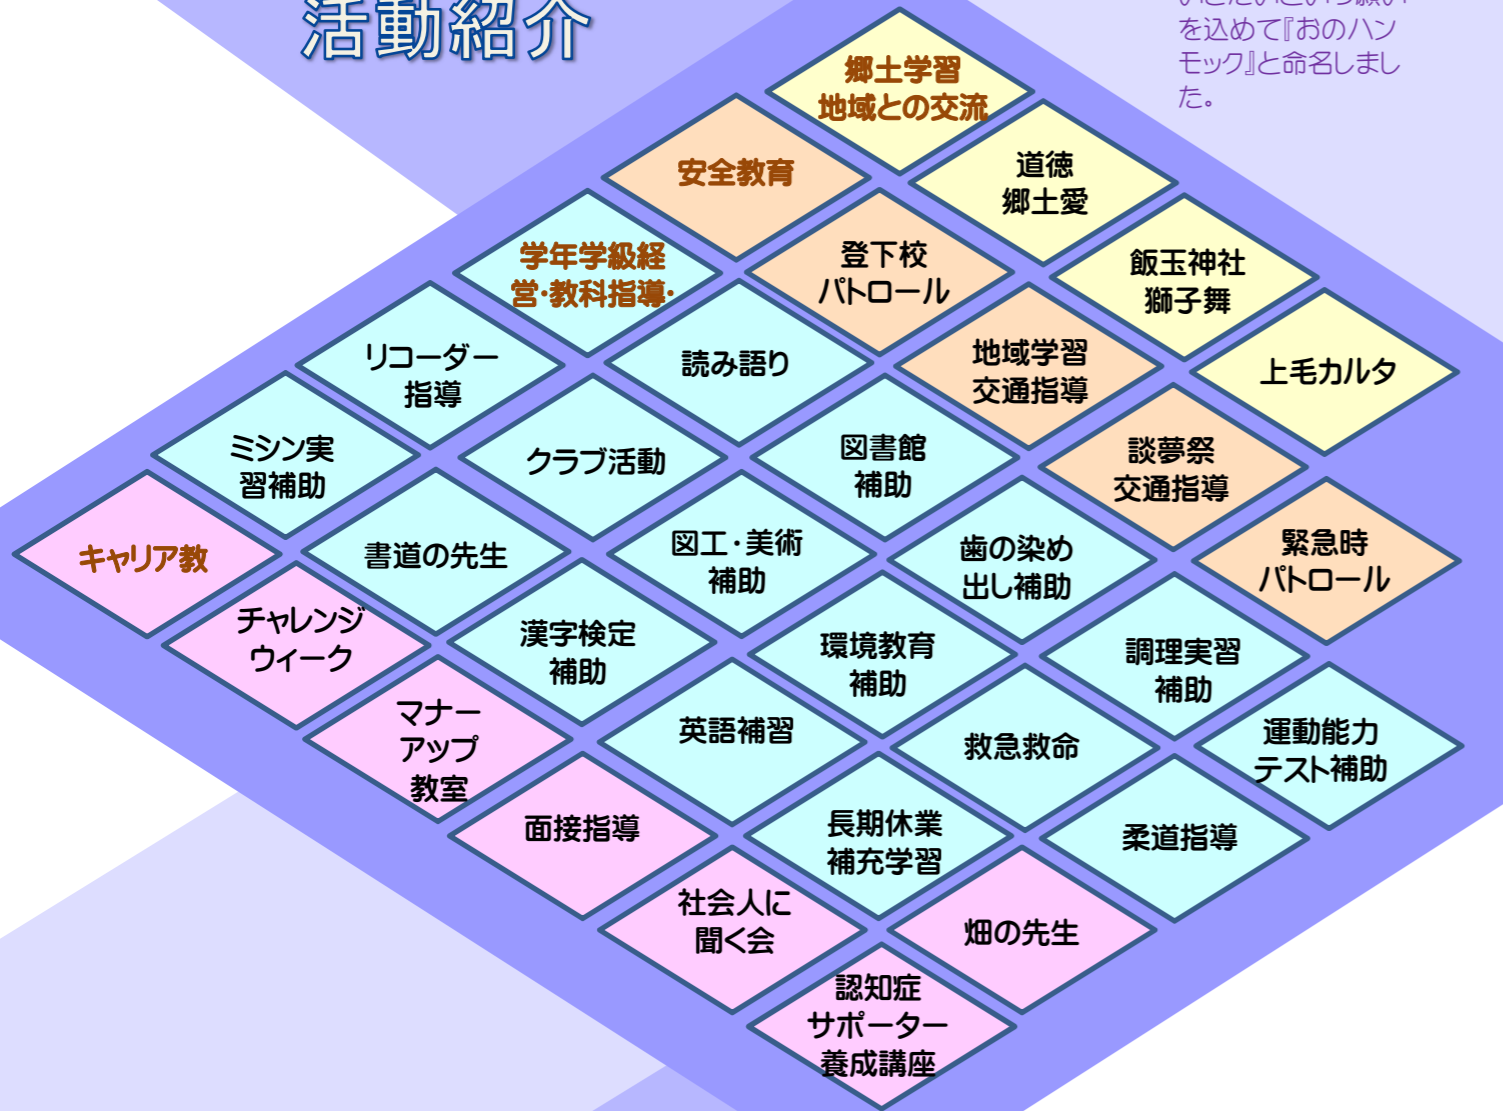 活動紹介
を込めて『おのハン
モック』と命名しまし
た。
郷土学習
地域との交流
安全教育
道徳
郷土愛
学年学級経
営・教科指導・
登下校
パトロール
飯玉神社
獅子舞
リコーダー
指導
読み語り
地域学習
交通指導
上毛カルタ
ミシン実
習補助
クラブ活動
図書館
補助
談夢祭
交通指導
キャリア教
書道の先生
図工・美術
補助
歯の染め
出し補助
緊急時
パトロール
チャレンジ
ウィーク
漢字検定
補助
環境教育
補助
調理実習
補助
マナー
アップ
教室
英語補習
救急救命
運動能力
テスト補助
面接指導
長期休業
補充学習
柔道指導
社会人に
聞く会
畑の先生
認知症
サポーター
養成講座